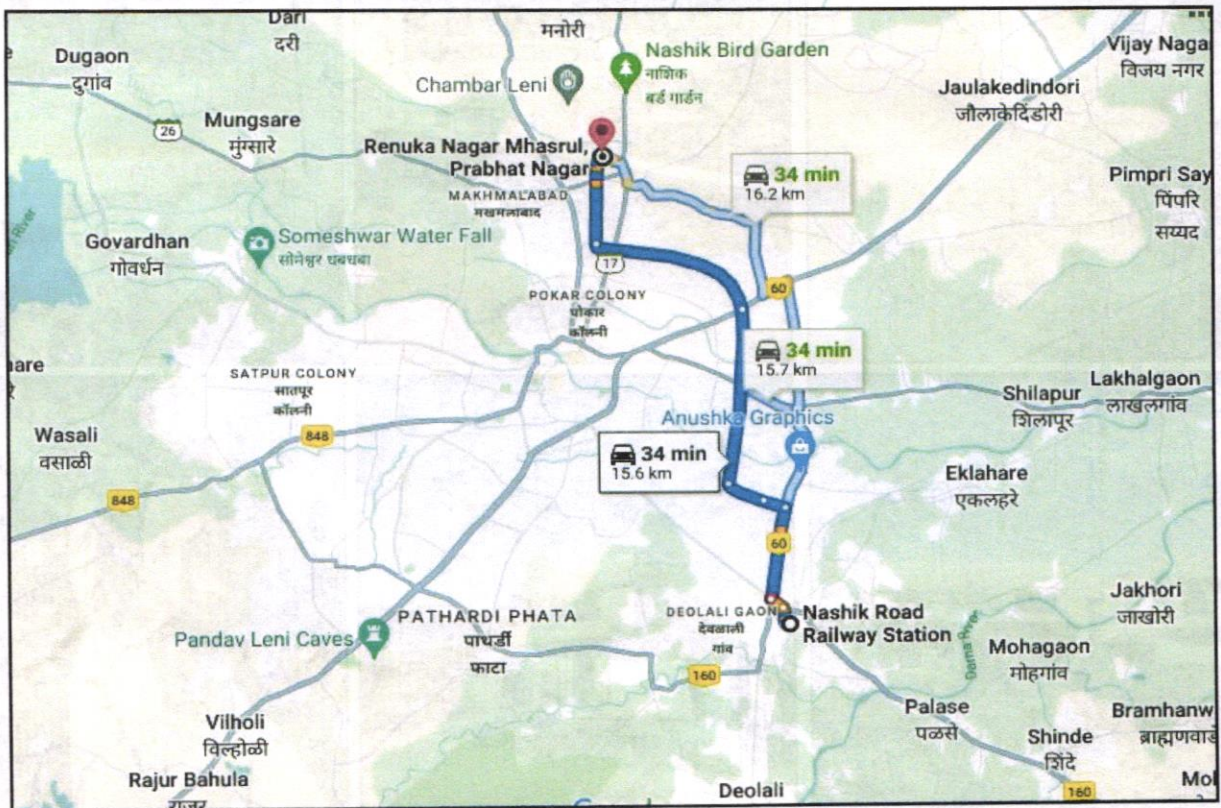 Dari
दरी
मनोरी
Dugaon
दुगांव
Nashik Bird Garden
नाशिक
बर्ड गार्डन
Vijay Naga
विजय नगर
Chambar Leni
Jaulakedindori
जौलाकेदिंडोरी
26
Mungsare
मुंग्सारे
Renuka Nagar Mhasrul,
Prabhat Nagar
34 min
16.2 km
Pimpri Say
पिंपरि
सय्यद
MAKHMALABAD
मखमलाबाद
Govardhan
गोवर्धन
Someshwar Water Fall
सोमेश्वर धबधबा
17
60
POKAR COLONY
पोकार
कॉलनी
34 min
15.7 km
SATPUR COLONY
सातपूर
कॉलनी
Lakhalgaon
लाखलगांव
Shilapur
शिलापूर
Anushka Graphics
Wasali
वसाळी
848
34 min
15.6 km
Eklahare
एकलहरे
848
60
Jakhori
जाखोरी
PATHARDI PHATA
पाथर्डी
फाटा
DEOLALI GAON
देवळाली
गांव
Nashik Road
Railway Station
Pandav Leni Caves
Darna River
Mohagaon
मोहगांव
160
Palase
पळसे
Bramhanw
ब्राह्मणवाडे
Vilholi
विल्होळी
Shinde
शिंदे
Rajur Bahula
Deolali
160